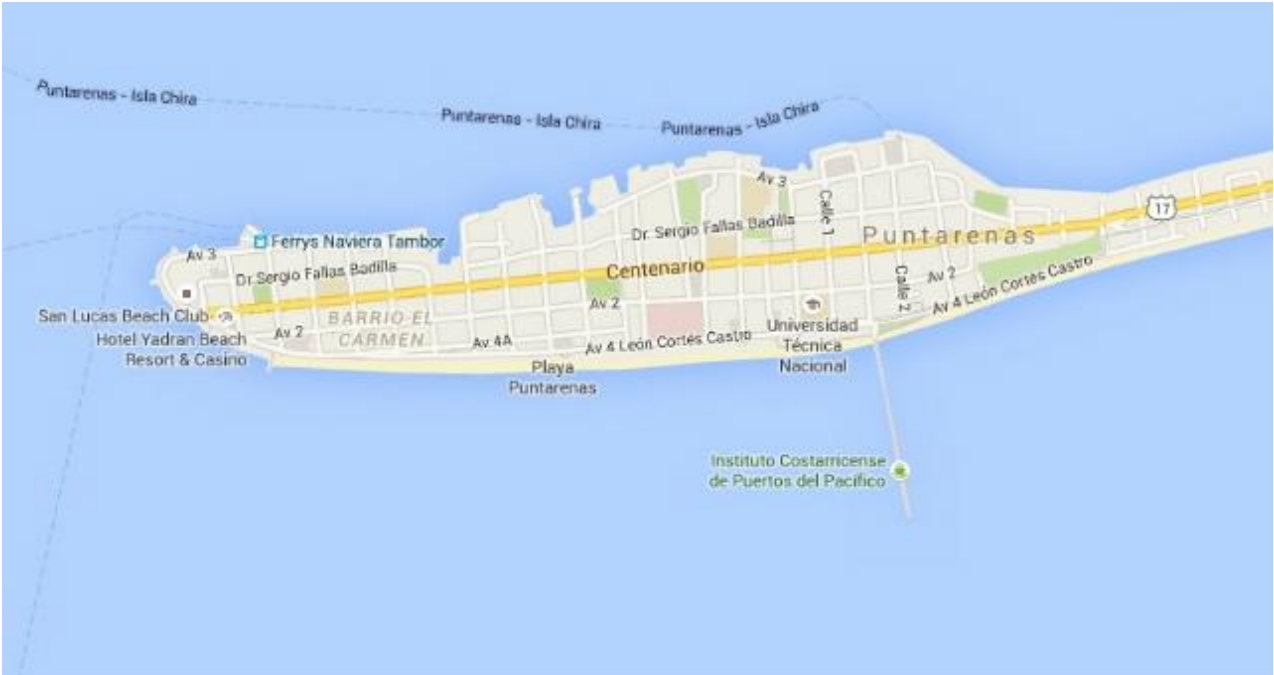 Puntarenas - Isla Chira
Puntarenas - Isla Chira
Puntarenas - Isla Chira
Av 3
Calle 1
17
Dr. Sergio Fallas Badilla
Puntarenas
Ferrys Naviera Tambor
Av 3
Dr Sergio Fallas Badilla
Centenario
Av 2
Calle 2
Av 4 León Cortés Castro
San Lucas Beach Club
Av 2
BARRIO EL
CARMEN
Av 2
Hotel Yadran Beach
Resort & Casino
Av 4A
Av 4 León Cortés Castro
Universidad
Técnica
Nacional
Playa
Puntarenas
Instituto Costarricense
de Puertos del Pacífico